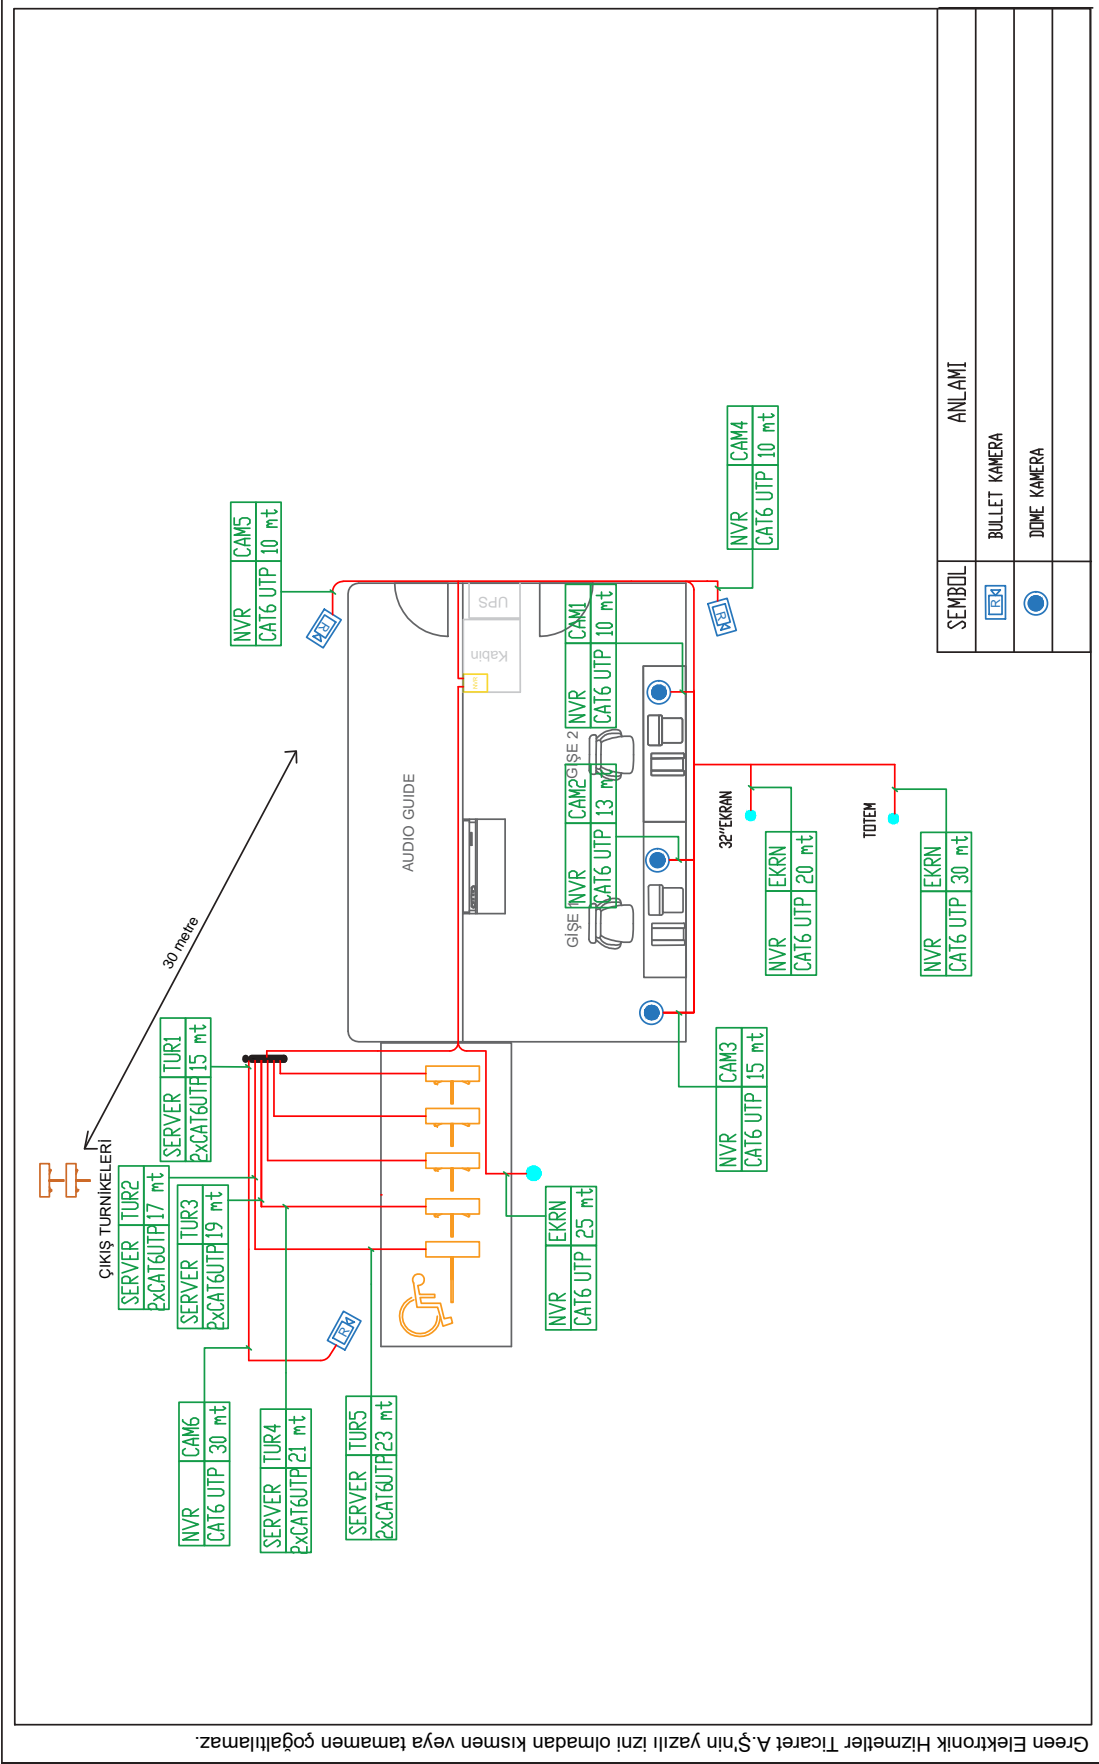 ÇIKIŞ TURNİKELERİ
30 metre
SERVER TUR1
2xCAT6UTP 15 mt
SERVER TUR2
2xCAT6UTP 17 mt
SERVER TUR3
2xCAT6UTP 19 mt
NVR CAM6
CAT6 UTP 30 mt
SERVER TUR4
2xCAT6UTP 21 mt
SERVER TUR5
2xCAT6UTP 23 mt
NVR CAM5
CAT6 UTP 10 mt
AUDIO GUIDE
UPS
Kabin
R
R
R
NVR EKRN
CAT6 UTP 25 mt
GİŞE
GİŞE 2
NVR CAM2
CAT6 UTP 13 mt
NVR CAM1
CAT6 UTP 10 mt
NVR CAM4
CAT6 UTP 10 mt
NVR CAM3
CAT6 UTP 15 mt
32"EKRAN
NVR EKRN
CAT6 UTP 20 mt
TOTEM
NVR EKRN
CAT6 UTP 30 mt
SEMBOL ANLAMI
R BULLET KAMERA
DOME KAMERA
Green Elektronik Hizmetler Ticaret A.Ş'nin yazılı izni olmadan kısmen veya tamamen çoğaltılamaz.